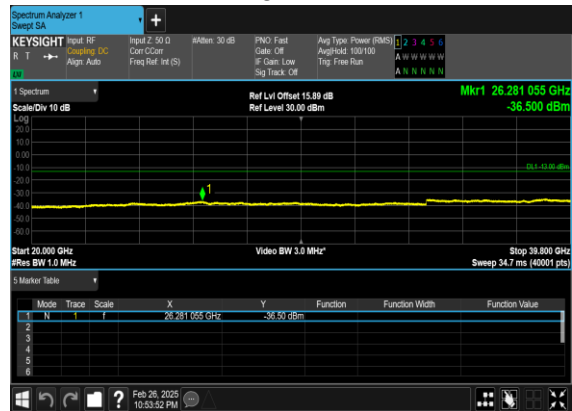 Spectrum Analyzer 1
Swept SA
+
KEYSIGHT Input: RF Input Z: 50 Ω #Atten: 30 dB PNO: Fast Avg Type: Power (RMS) 1 2 3 4 5 6
R T Coupling: DC Corr CCorr Gate: Off Avg|Hold: 100/100 A W W W W W
Align: Auto Freq Ref: Int (S) IF Gain: Low Trig: Free Run
Sig Track: Off A N N N N N
1 Spectrum Ref Lvl Offset 15.89 dB Mkr1 26.281 055 GHz
Scale/Div 10 dB Ref Level 30.00 dBm -36.500 dBm
Log
20.0
10.0
0.00
-10.0
DL1 -13.00 dBm
-20.0
-30.0
1
-40.0
-50.0
-60.0
Start 20.000 GHz Video BW 3.0 MHz* Stop 39.800 GHz
#Res BW 1.0 MHz Sweep 34.7 ms (40001 pts)
5 Marker Table
Mode Trace Scale X Y Function Function Width Function Value
1 N 1 f 26.281 055 GHz -36.50 dBm
2
3
4
5
6
? Feb 26, 2025
10:53:52 PM